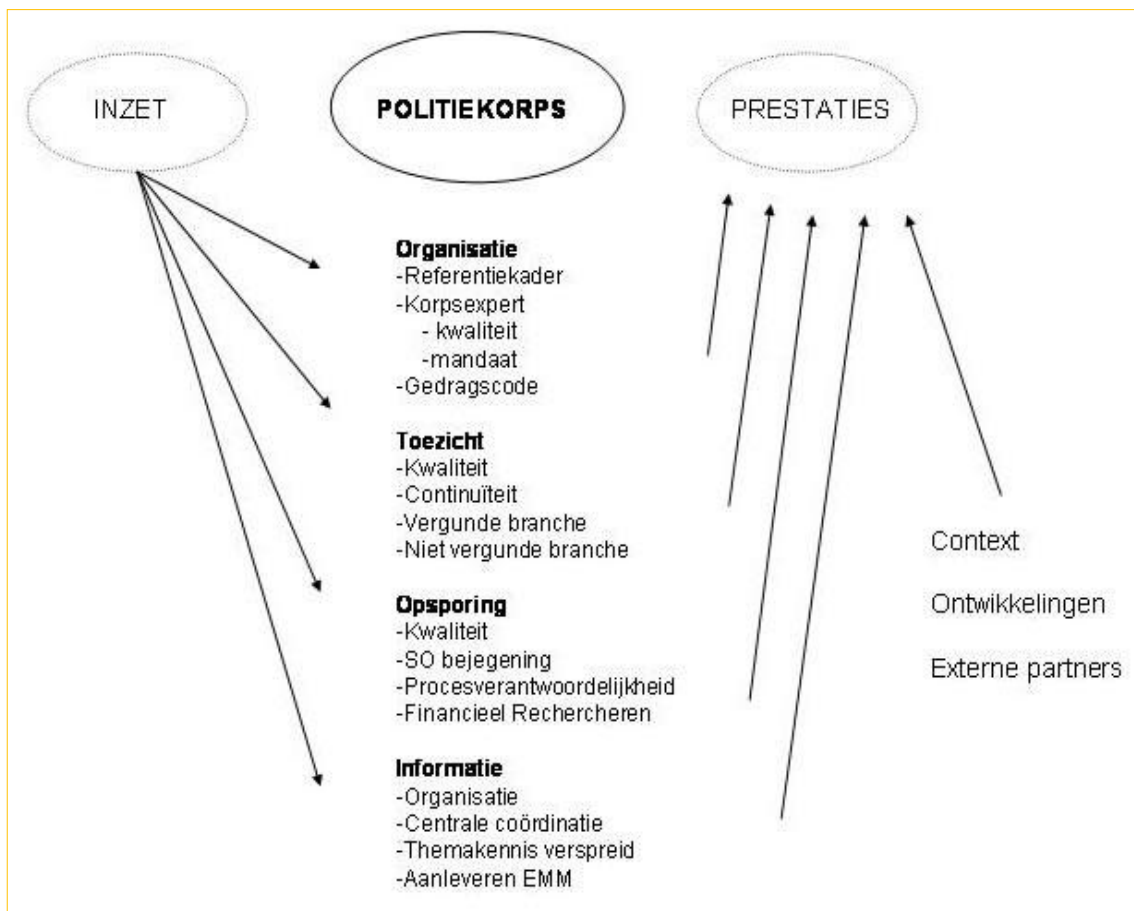 INZET
POLITIEKORPS
PRESTATIES
Organisatie
-Referentiekader
-Korpsexpert
- kwaliteit
-mandaat
-Gedragscode
Toezicht
-Kwaliteit
-Continuïteit
-Vergunde branche
-Niet vergunde branche
Opsporing
-Kwaliteit
-SO bejegening
-Procesverantwoordelijkheid
-Financieel Rechercheren
Informatie
-Organisatie
-Centrale coördinatie
-Themakennis verspreid
-Aanleveren EMM
Context
Ontwikkelingen
Externe partners